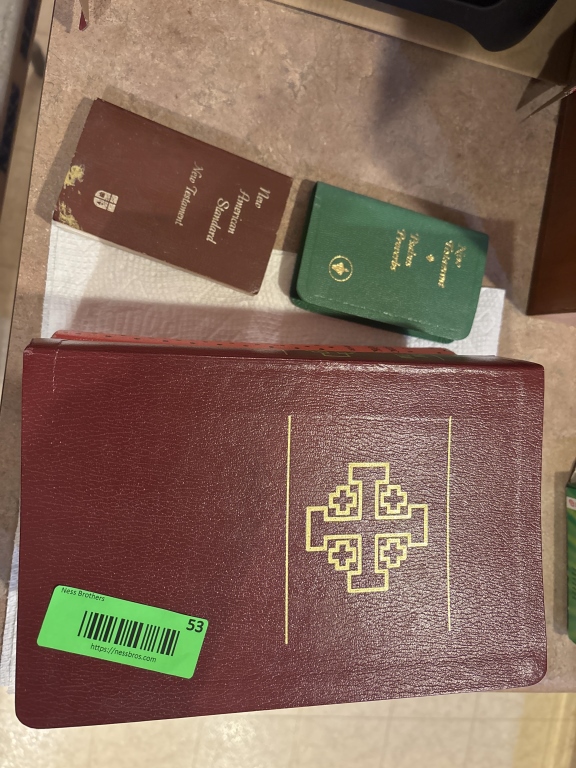 New
American
Standard
New Testament
New
Testament
Psalms
Proverbs
Ness Brothers
53
https://nessbros.com